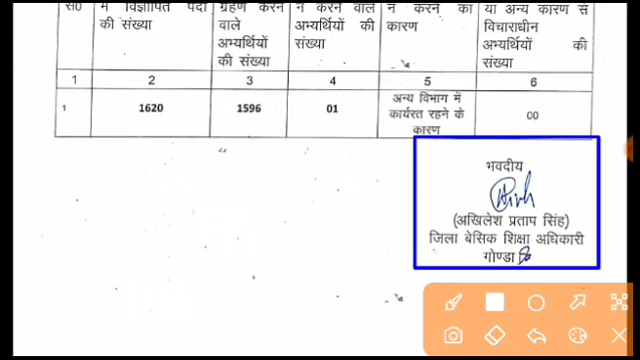 सं0 में विज्ञापित पदों ग्रहण करने न करने वाले न करने का या अन्य कारण से
की संख्या वाले अभ्यर्थियों की कारण विचाराधीन
अभ्यर्थियों संख्या अभ्यर्थियों की
की संख्या संख्या
1 2 3 4 5 6
1 1620 1596 01 अन्य विभाग में 00
कार्यरत रहने के
कारण
भवदीय
(अखिलेश प्रताप सिंह)
जिला बेसिक शिक्षा अधिकारी
गोण्डा